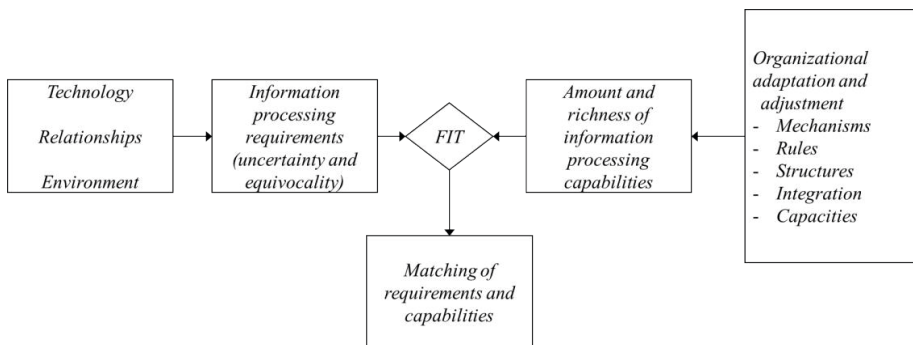 Technology
Relationships
Environment
Information
processing
requirements
(uncertainty and
equivocality)
FIT
Amount and
richness of
information
processing
capabilities
Organizational
adaptation and
adjustment
- Mechanisms
- Rules
- Structures
- Integration
- Capacities
Matching of
requirements and
capabilities